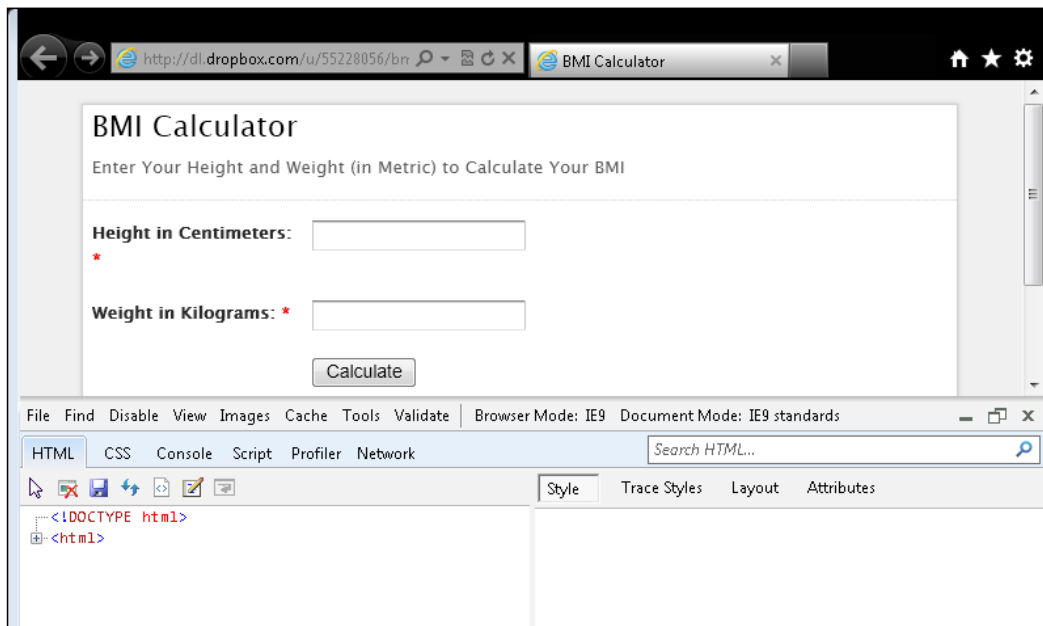 http://dl.dropbox.com/u/55228056/bm
BMI Calculator
BMI Calculator
Enter Your Height and Weight (in Metric) to Calculate Your BMI
Height in Centimeters:
*
Weight in Kilograms: *
Calculate
File Find Disable View Images Cache Tools Validate Browser Mode: IE9 Document Mode: IE9 standards
HTML CSS Console Script Profiler Network Search HTML...
Style Trace Styles Layout Attributes
<!DOCTYPE html>
<html>